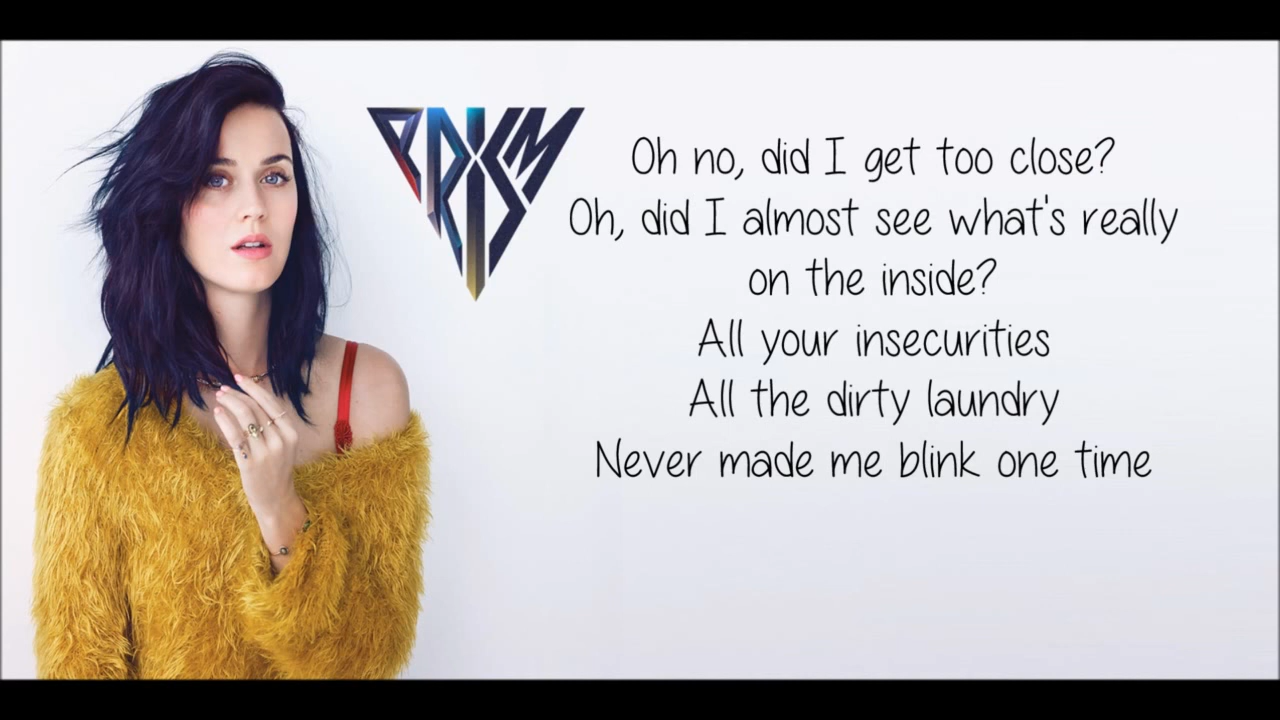 PRISM
Oh no, did I get too close?
Oh, did I almost see what's really
on the inside?
All your insecurities
All the dirty laundry
Never made me blink one time